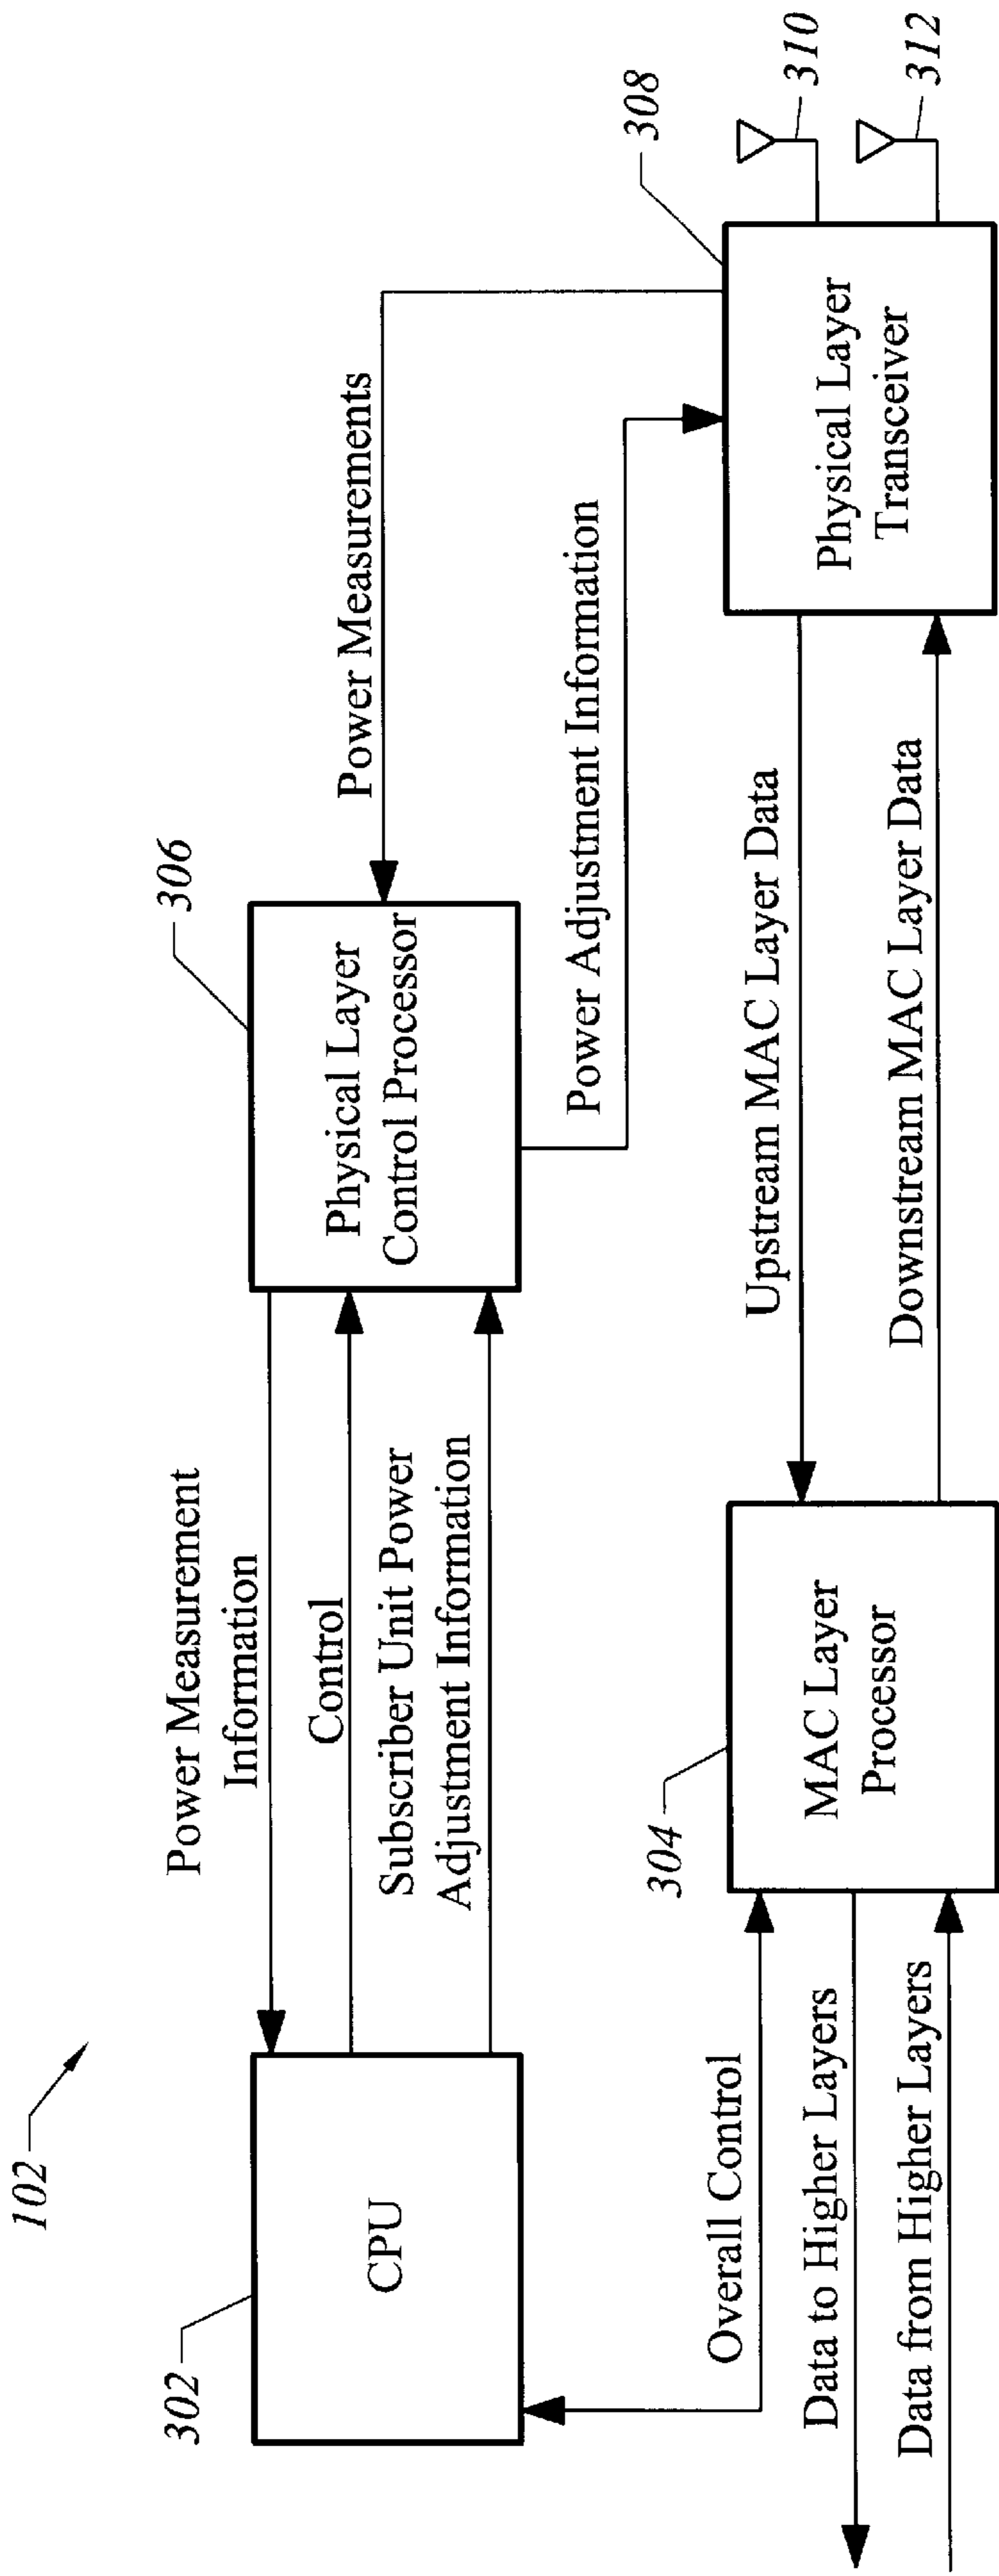 102
302
CPU
Power Measurement
Information
Control
Subscriber Unit Power
Adjustment Information
306
Physical Layer
Control Processor
Power Measurements
Power Adjustment Information
308
Physical Layer
Transceiver
310
312
Overall Control
Data to Higher Layers
Data from Higher Layers
304
MAC Layer
Processor
Upstream MAC Layer Data
Downstream MAC Layer Data